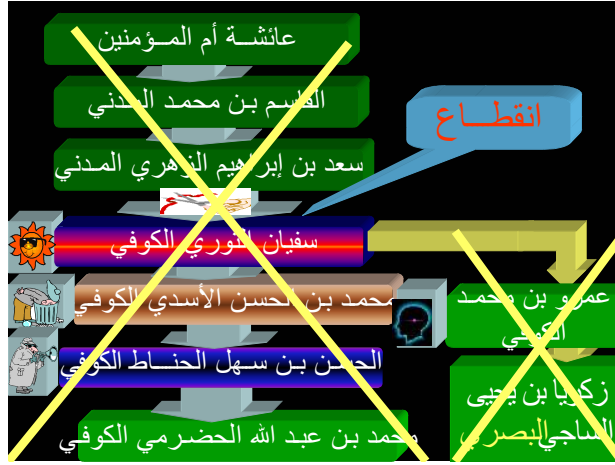 عائشة أم المؤمنين
القاسم بن محمد المدني
انقطاع
سعد بن إبراهيم الزهري المدني
سفيان الثوري الكوفي
محمد بن الحسن الأسدي الكوفي
عمرو بن محمد
الكوفي
الحسن بن سهل الحناط الكوفي
زكريا بن يحيى
الساجي البصري
محمد بن عبد الله الحضرمي الكوفي